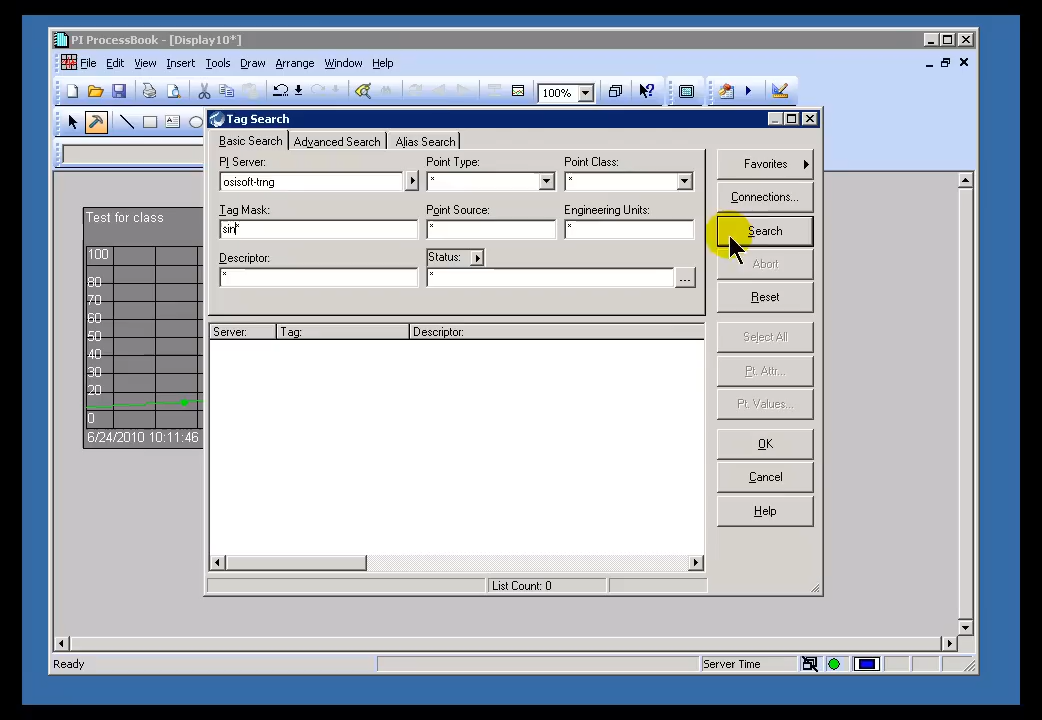 PI ProcessBook - [Display10*]
File Edit View Insert Tools Draw Arrange Window Help
100%
Tag Search
Basic Search Advanced Search Alias Search
PI Server: Point Type: Point Class:
osisoft-trng * *
Tag Mask: Point Source: Engineering Units:
sin* * *
Descriptor: Status:
* * ...
Favorites
Connections...
Search
Abort
Reset
Select All
Pt. Attr...
Pt. Values...
OK
Cancel
Help
Server: Tag: Descriptor:
List Count: 0
Test for class
100
80
70
60
50
40
30
20
0
6/24/2010 10:11:46
Ready Server Time